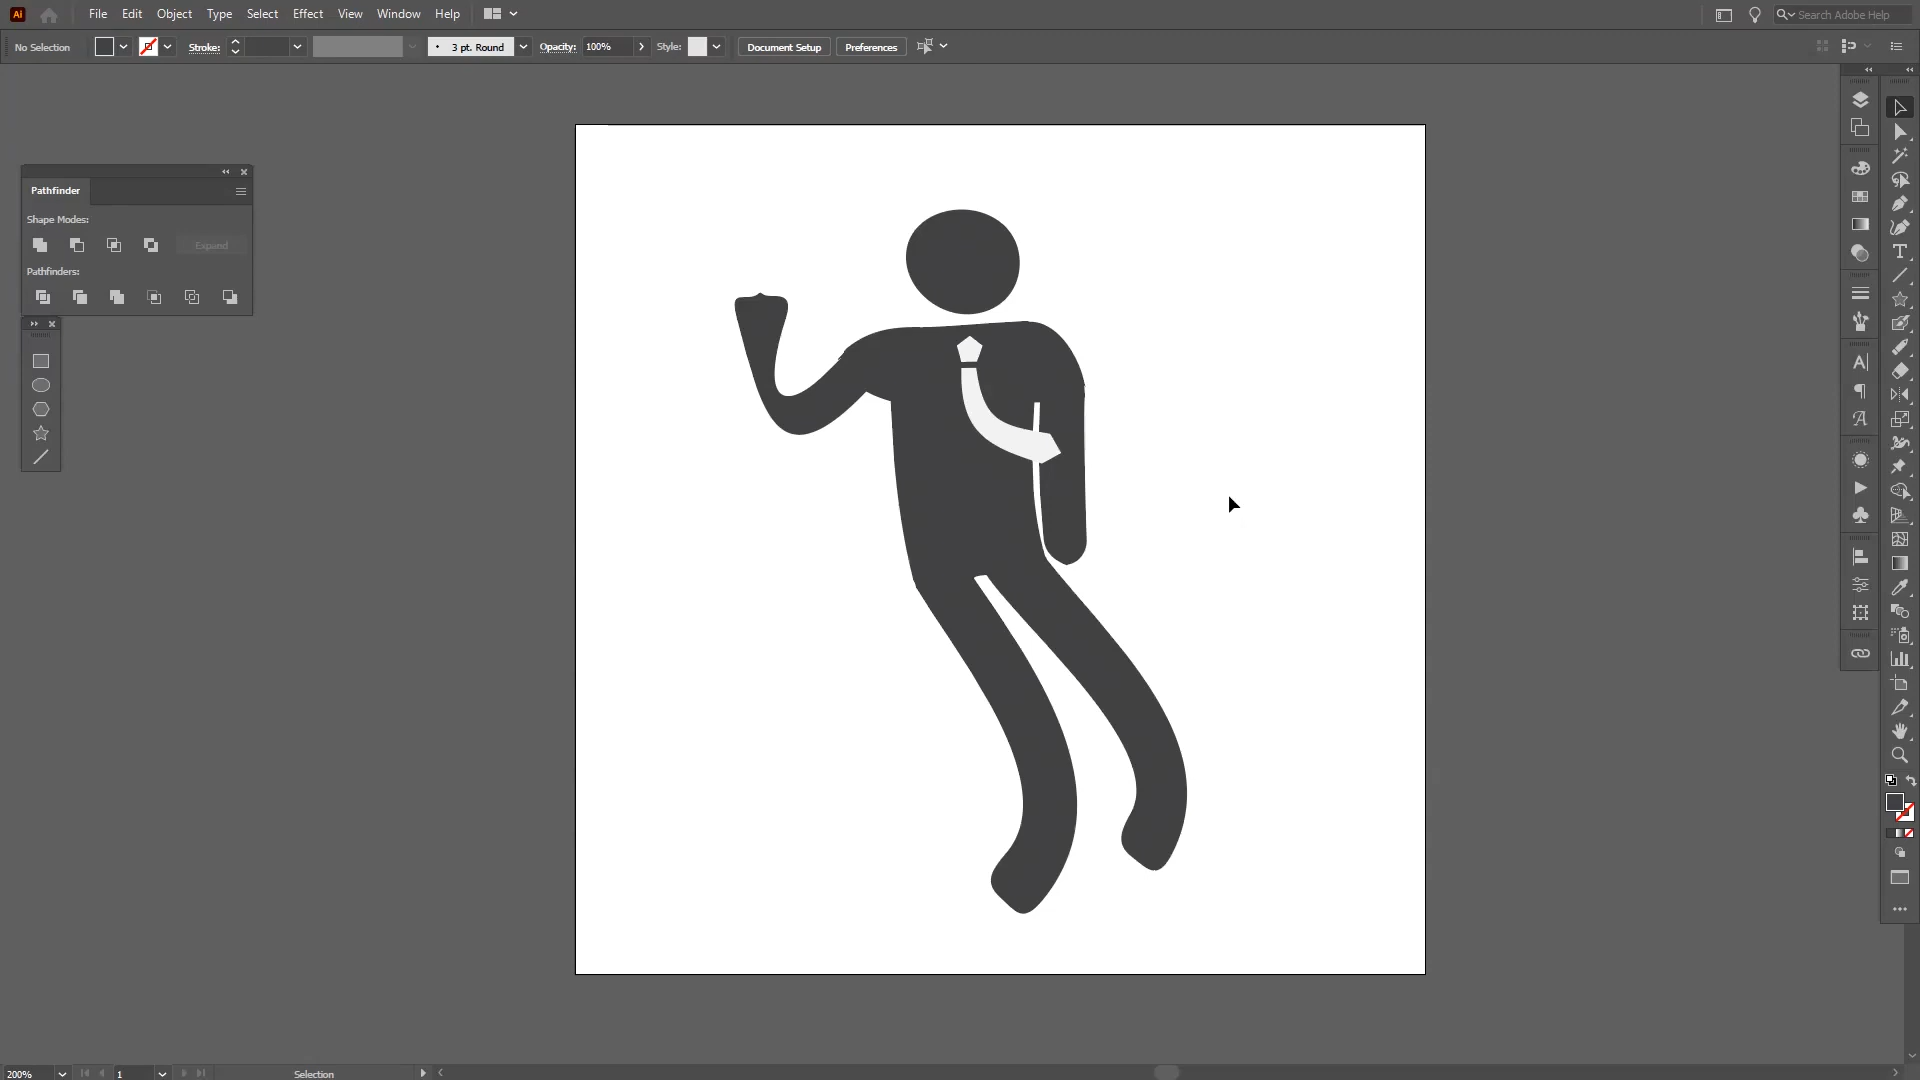 Ai File Edit Object Type Select Effect View Window Help Search Adobe Help
No Selection Stroke: 3 pt. Round Opacity: 100% Style: Document Setup Preferences
Pathfinder
Shape Modes:
Expand
Pathfinders:
200% 1 Selection